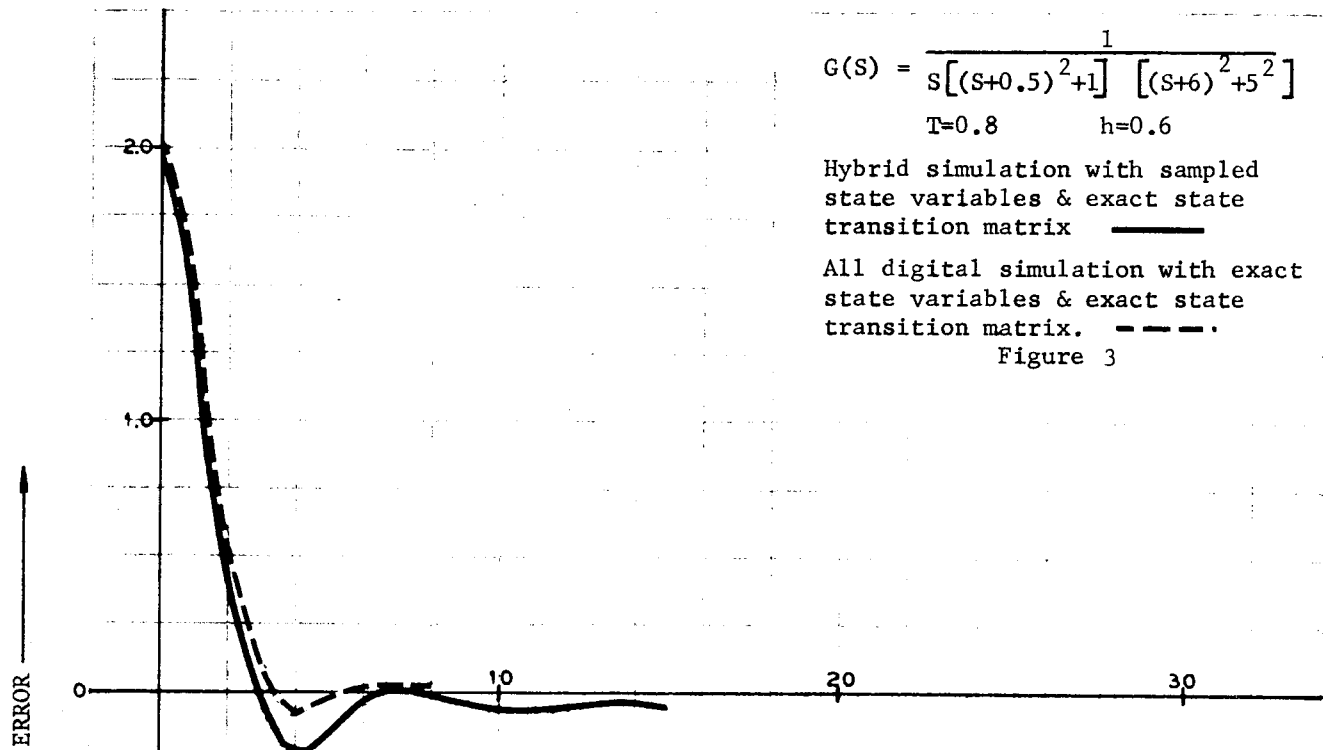 G(S) = 1 / S[(S+0.5)^2+1] [(S+6)^2+5^2]
T=0.8 h=0.6
Hybrid simulation with sampled
state variables & exact state
transition matrix
All digital simulation with exact
state variables & exact state
transition matrix.
Figure 3
2.0
1.0
0
10
20
30
ERROR